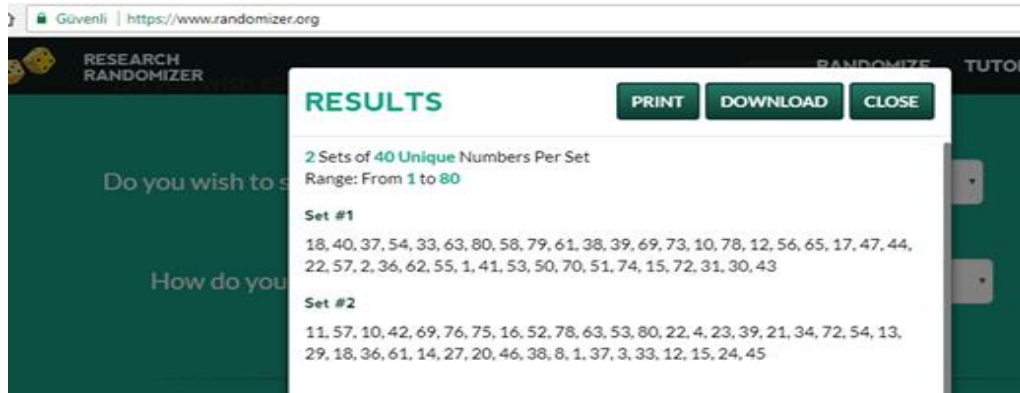 Güvenli | https://www.randomizer.org
RESEARCH
RANDOMIZER
RANDOMIZE
RESULTS
PRINT
DOWNLOAD
CLOSE
2 Sets of 40 Unique Numbers Per Set
Range: From 1 to 80
Do you wish to s
Set #1
18, 40, 37, 54, 33, 63, 80, 58, 79, 61, 38, 39, 69, 73, 10, 78, 12, 56, 65, 17, 47, 44,
22, 57, 2, 36, 62, 55, 1, 41, 53, 50, 70, 51, 74, 15, 72, 31, 30, 43
How do you
Set #2
11, 57, 10, 42, 69, 76, 75, 16, 52, 78, 63, 53, 80, 22, 4, 23, 39, 21, 34, 72, 54, 13,
29, 18, 36, 61, 14, 27, 20, 46, 38, 8, 1, 37, 3, 33, 12, 15, 24, 45